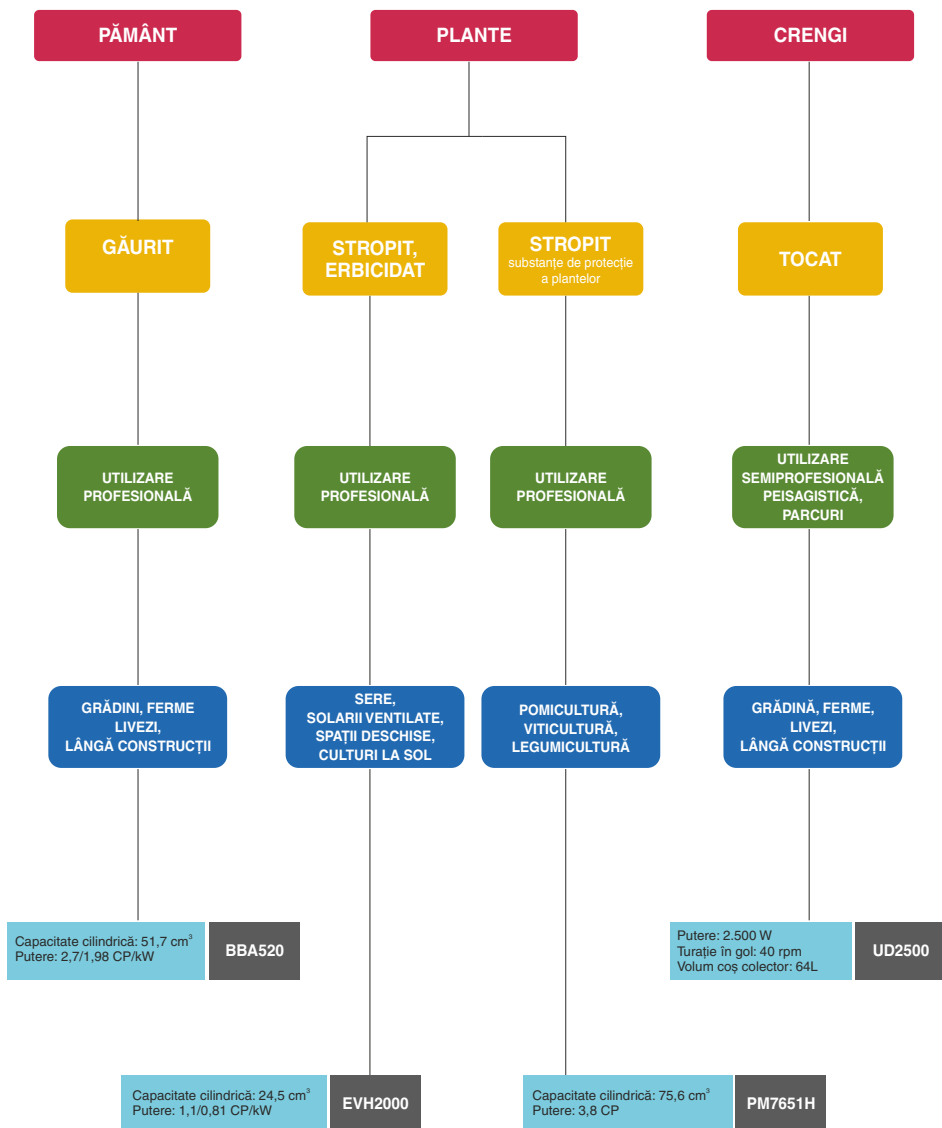 PĂMÂNT
PLANTE
CRENGI
GĂURIT
STROPIT,
ERBICIDAT
STROPIT
substanțe de protecție
a plantelor
TOCAT
UTILIZARE
PROFESIONALĂ
UTILIZARE
PROFESIONALĂ
UTILIZARE
PROFESIONALĂ
UTILIZARE
SEMIPROFESIONALĂ
PEISAGISTICĂ,
PARCURI
GRĂDINI, FERME
LIVEZI,
LÂNGĂ CONSTRUCȚII
SERE,
SOLARII VENTILATE,
SPAȚII DESCHISE,
CULTURI LA SOL
POMICULTURĂ,
VITICULTURĂ,
LEGUMICULTURĂ
GRĂDINĂ, FERME,
LIVEZI,
LÂNGĂ CONSTRUCȚII
Capacitate cilindrică: 51,7 cm³
Putere: 2,7/1,98 CP/kW
BBA520
Putere: 2.500 W
Turație în gol: 40 rpm
Volum coș colector: 64L
UD2500
Capacitate cilindrică: 24,5 cm³
Putere: 1,1/0,81 CP/kW
EVH2000
Capacitate cilindrică: 75,6 cm³
Putere: 3,8 CP
PM7651H